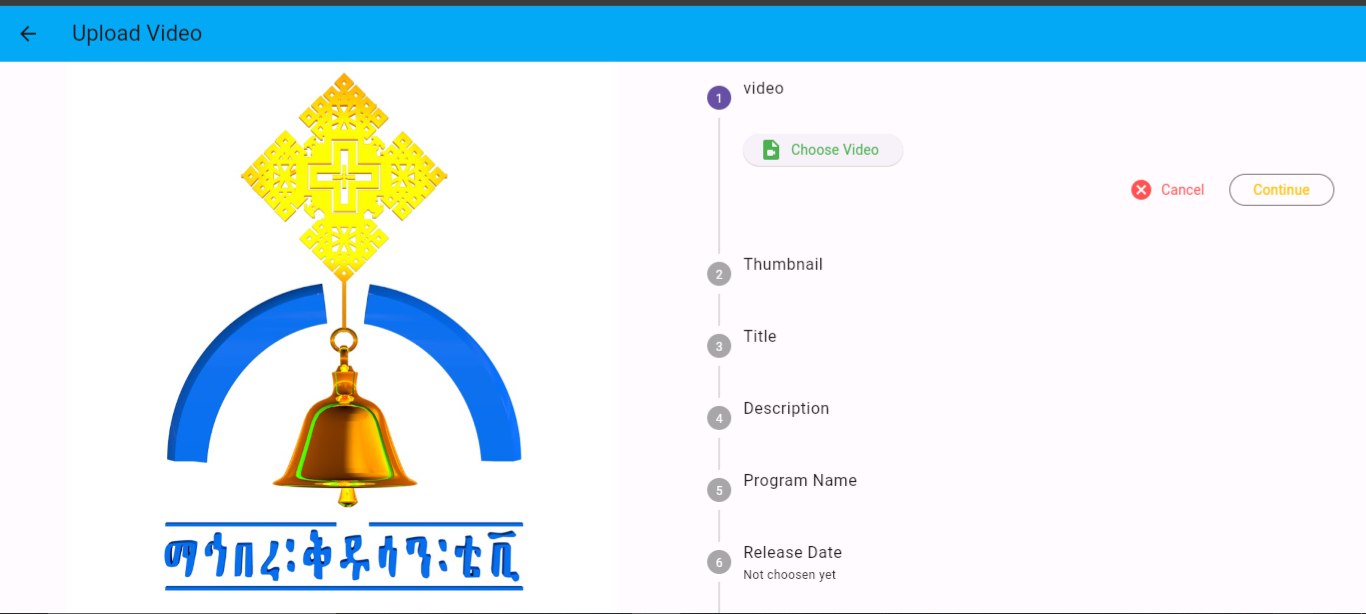 Upload Video
ማኅበረ፡ቅዱሳን፡ቴቪ
1 video
Choose Video
Cancel Continue
2 Thumbnail
3 Title
4 Description
5 Program Name
6 Release Date
Not choosen yet